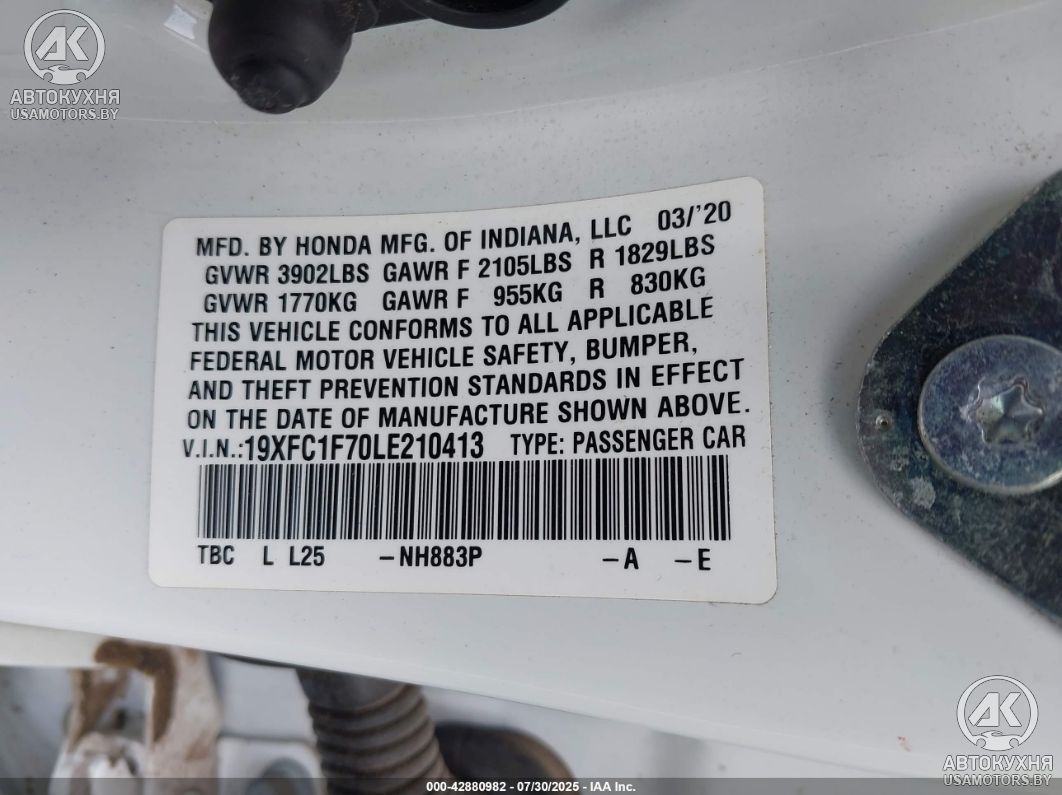 AK
АВТОКУХНЯ
USAMOTORS.BY
MFD. BY HONDA MFG. OF INDIANA, LLC 03/'20
GVWR 3902LBS GAWR F 2105LBS R 1829LBS
GVWR 1770KG GAWR F 955KG R 830KG
THIS VEHICLE CONFORMS TO ALL APPLICABLE
FEDERAL MOTOR VEHICLE SAFETY, BUMPER,
AND THEFT PREVENTION STANDARDS IN EFFECT
ON THE DATE OF MANUFACTURE SHOWN ABOVE.
V.I.N.:19XFC1F70LE210413 TYPE: PASSENGER CAR
TBC L L25 -NH883P -A -E
AK
АВТОКУХНЯ
USAMOTORS.BY
000-42880982 - 07/30/2025 - IAA Inc.